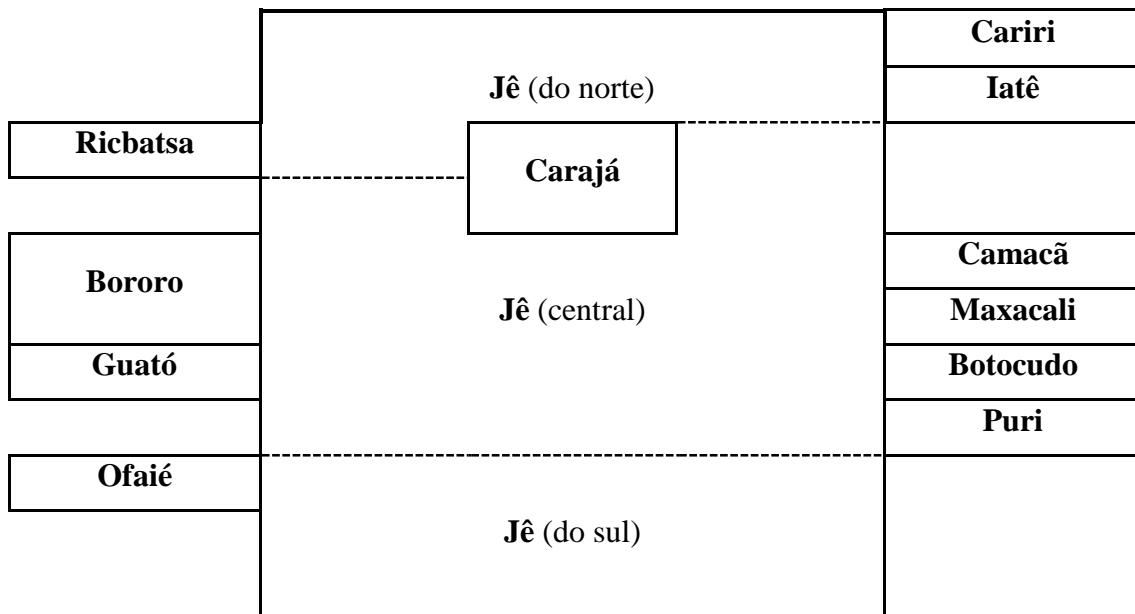 Cariri
Jê (do norte)
Iatê
Ricbatsa
Carajá
Camacã
Bororo
Jê (central)
Maxacali
Guató
Botocudo
Puri
Ofaié
Jê (do sul)